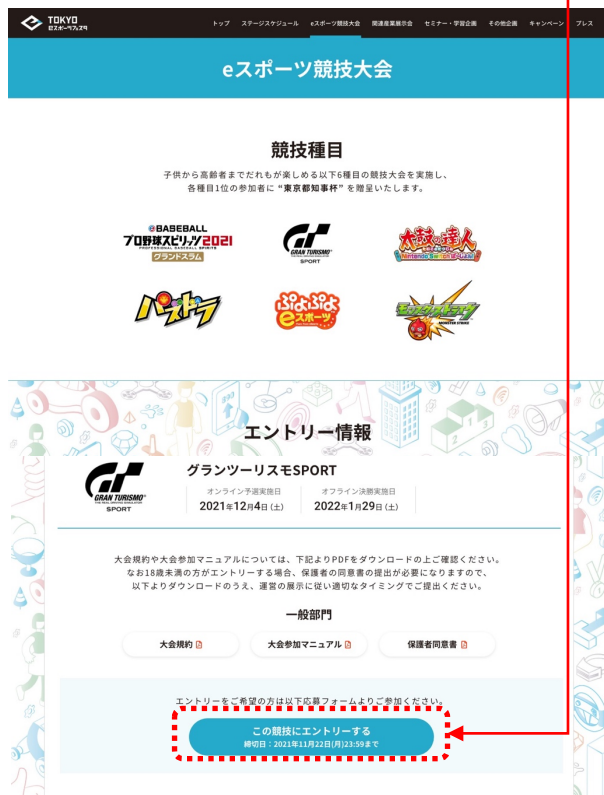 TOKYO
eスポーツフェスタ
トップ ステージスケジュール eスポーツ競技大会 関連産業展示会 セミナー・学習企画 その他企画 キャンペーン プレス
eスポーツ競技大会
競技種目
子供から高齢者までだれもが楽しめる以下6種目の競技大会を実施し、
各種目1位の参加者に "東京都知事杯" を贈呈いたします。
eBASEBALL
プロ野球スピリッツ2021
PROFESSIONAL BASEBALL SPIRITS
グランドスラム
GRAN TURISMO
SPORT
太鼓の達人
Nintendo Switchばーじょん!
パズドラ
ぷよぷよ
eスポーツ
モンスターストライク
MONSTER STRIKE
エントリー情報
GRAN TURISMO
THE REAL DRIVING SIMULATOR
SPORT
グランツーリスモSPORT
オンライン予選実施日 オフライン決勝実施日
2021年12月4日(土) 2022年1月29日(土)
大会規約や大会参加マニュアルについては、下記よりPDFをダウンロードの上ご確認ください。
なお18歳未満の方がエントリーする場合、保護者の同意書の提出が必要になりますので、
以下よりダウンロードのうえ、運営の展示に従い適切なタイミングでご提出ください。
一般部門
大会規約 大会参加マニュアル 保護者同意書
エントリーをご希望の方は以下応募フォームよりご参加ください。
この競技にエントリーする
締切日：2021年11月22日(月)23:59まで